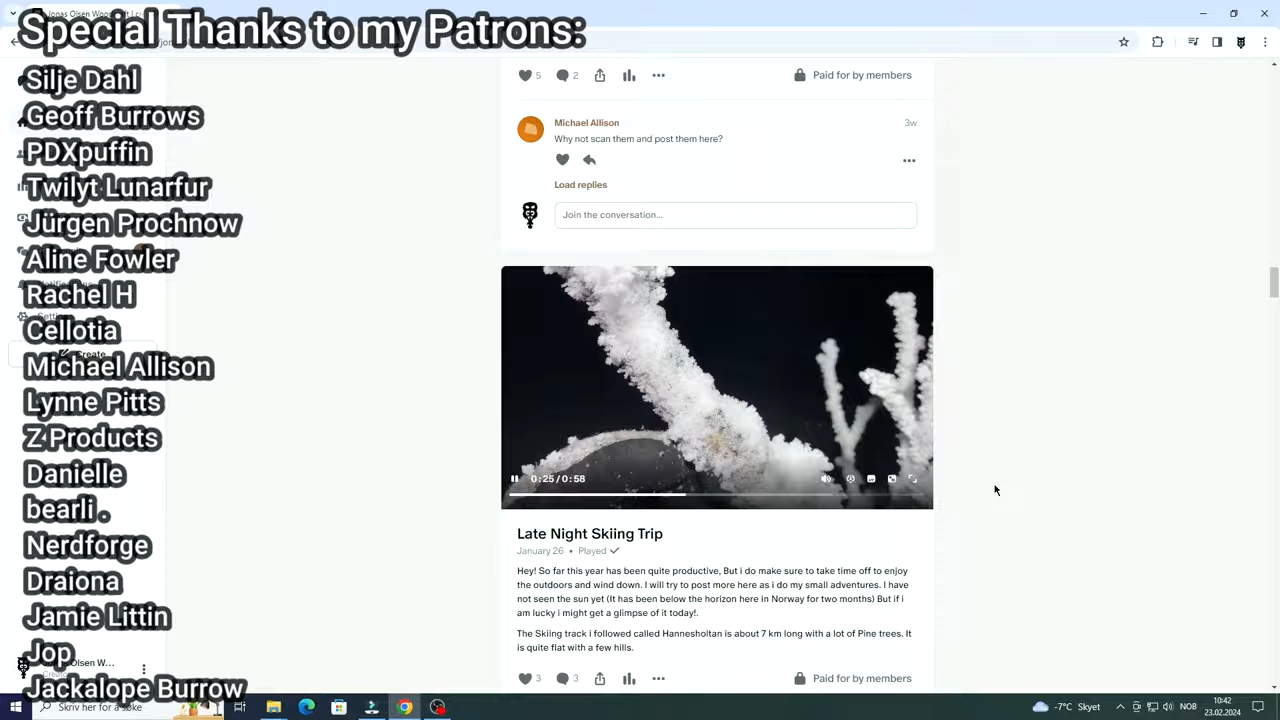 Special Thanks to my Patrons:
Silje Dahl
Geoff Burrows
PDXpuffin
Twilyt Lunarfur
Jürgen Prochnow
Aline Fowler
Rachel H
Cellotia
Create
Michael Allison
Lynne Pitts
Z Products
Danielle
bearli .
Nerdforge
Draiona
Jamie Littin
Jop
Olsen W...
Jackalope Burrow
5
2
Paid for by members
Michael Allison
3w
Why not scan them and post them here?
Load replies
Join the conversation...
0:25 / 0:58
Late Night Skiing Trip
January 26 • Played
Hey! So far this year has been quite productive, But i do make sure to take time off to enjoy
the outdoors and wind down. I will try to post more here as i do my small adventures. I have
not seen the sun yet (It has been below the horizon here in Norway for two months) But if i
am lucky i might get a glimpse of it today!.
The Skiing track i followed called Hannesholtan is about 7 km long with a lot of Pine trees. It
is quite flat with a few hills.
3
3
Paid for by members
Skriv her for å søke
-7°C Skyet
NOB
10:42
23.02.2024